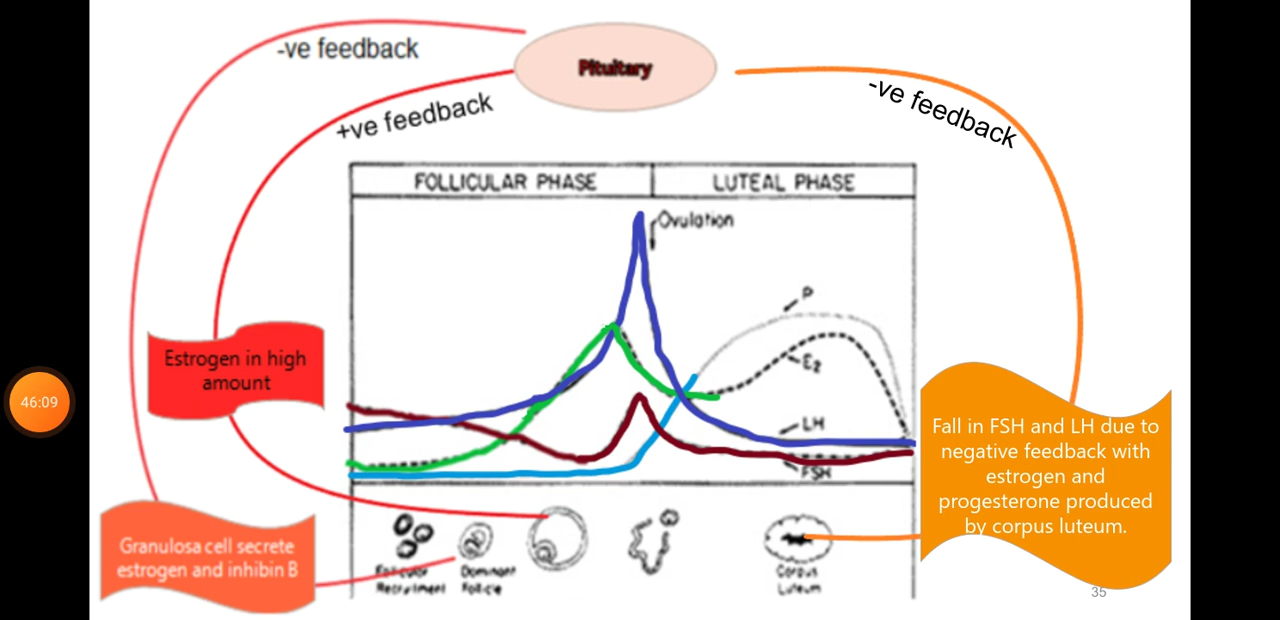 -ve feedback
Pituitary
+ve feedback
-ve feedback
FOLLICULAR PHASE
LUTEAL PHASE
Ovulation
P
E2
LH
FSH
Estrogen in high
amount
46:09
Fall in FSH and LH due to
negative feedback with
estrogen and
progesterone produced
by corpus luteum.
Granulosa cell secrete
estrogen and inhibin B
Follicular
Recruitment
Dominant
Follicle
Corpus
Luteum
35